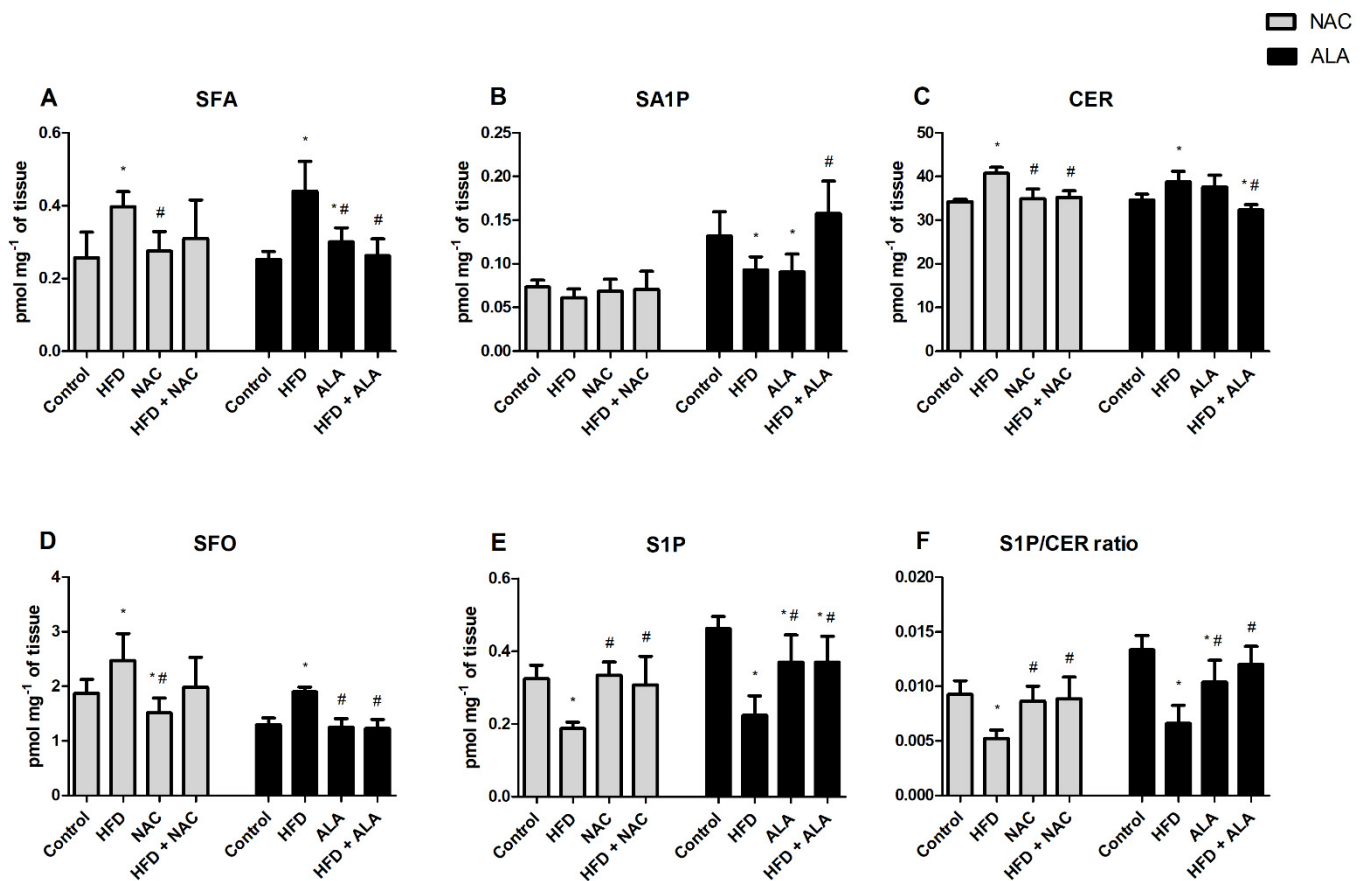 NAC
ALA
A SFA
pmol mg⁻¹ of tissue
0.6
0.4
0.2
0.0
* # * * # #
Control HFD NAC HFD + NAC Control HFD ALA HFD + ALA
B SA1P
pmol mg⁻¹ of tissue
0.25
0.20
0.15
0.10
0.05
0.00
* * #
Control HFD NAC HFD + NAC Control HFD ALA HFD + ALA
C CER
pmol mg⁻¹ of tissue
50
40
30
20
10
0
* # # * * #
Control HFD NAC HFD + NAC Control HFD ALA HFD + ALA
D SFO
pmol mg⁻¹ of tissue
4
3
2
1
0
* * # * # #
Control HFD NAC HFD + NAC Control HFD ALA HFD + ALA
E S1P
pmol mg⁻¹ of tissue
0.6
0.4
0.2
0.0
* # # * * # * #
Control HFD NAC HFD + NAC Control HFD ALA HFD + ALA
F S1P/CER ratio
0.020
0.015
0.010
0.005
0.000
* # # * * # #
Control HFD NAC HFD + NAC Control HFD ALA HFD + ALA